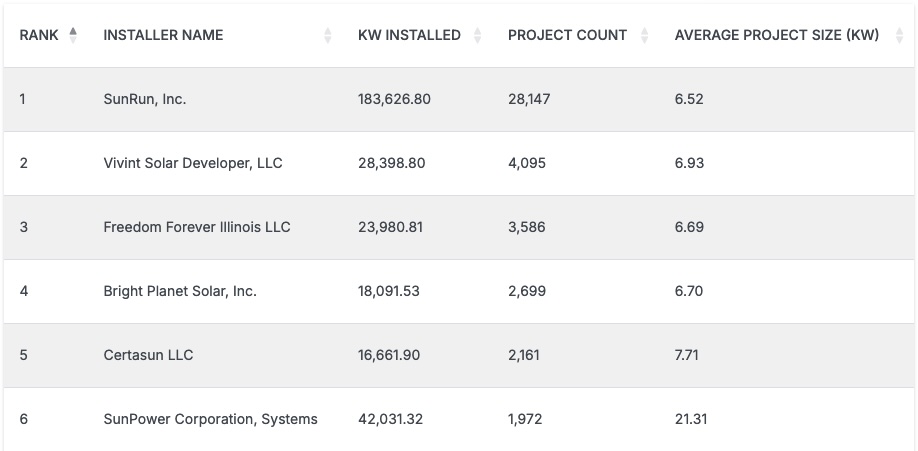 RANK INSTALLER NAME KW INSTALLED PROJECT COUNT AVERAGE PROJECT SIZE (KW)
1 SunRun, Inc. 183,626.80 28,147 6.52
2 Vivint Solar Developer, LLC 28,398.80 4,095 6.93
3 Freedom Forever Illinois LLC 23,980.81 3,586 6.69
4 Bright Planet Solar, Inc. 18,091.53 2,699 6.70
5 Certasun LLC 16,661.90 2,161 7.71
6 SunPower Corporation, Systems 42,031.32 1,972 21.31